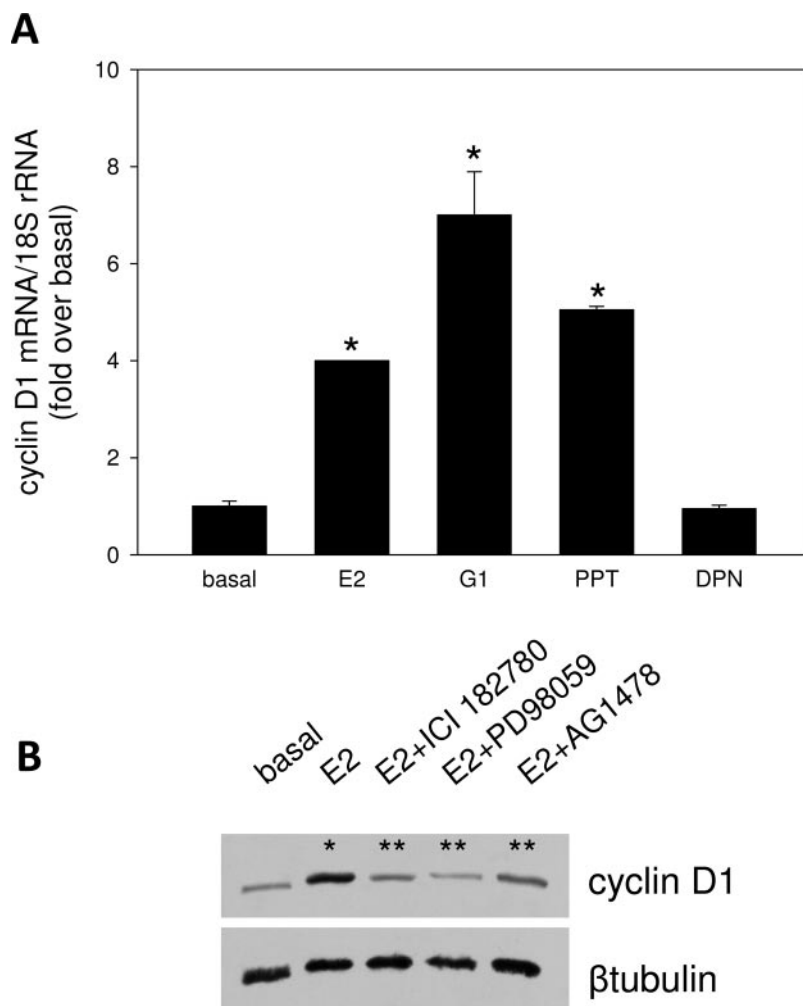 A
cyclin D1 mRNA/18S rRNA
(fold over basal)
10
8
6
4
2
0
*
*
*
basal E2 G1 PPT DPN
B
basal
E2
E2+ICI 182780
E2+PD98059
E2+AG1478
* ** ** **
cyclin D1
βtubulin